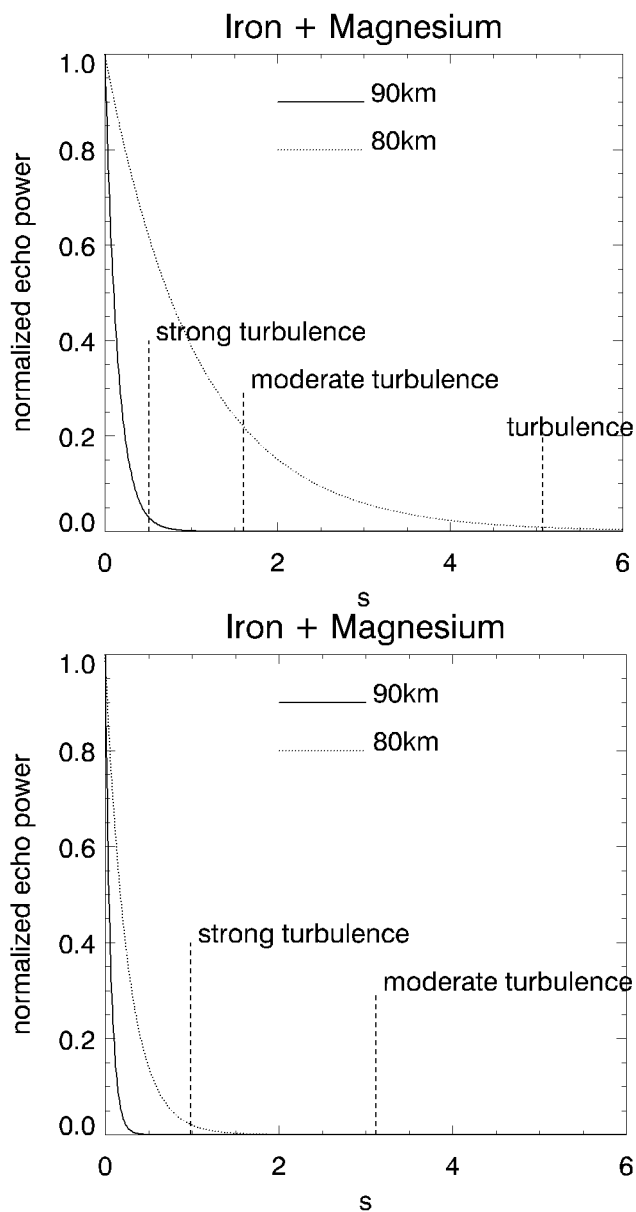 Iron + Magnesium
1.0
90km
80km
0.8
0.6
normalized echo power
strong turbulence
0.4
moderate turbulence
turbulence
0.2
0.0
0 2 4 6
s
Iron + Magnesium
1.0
90km
80km
0.8
0.6
normalized echo power
strong turbulence
0.4
moderate turbulence
0.2
0.0
0 2 4 6
s